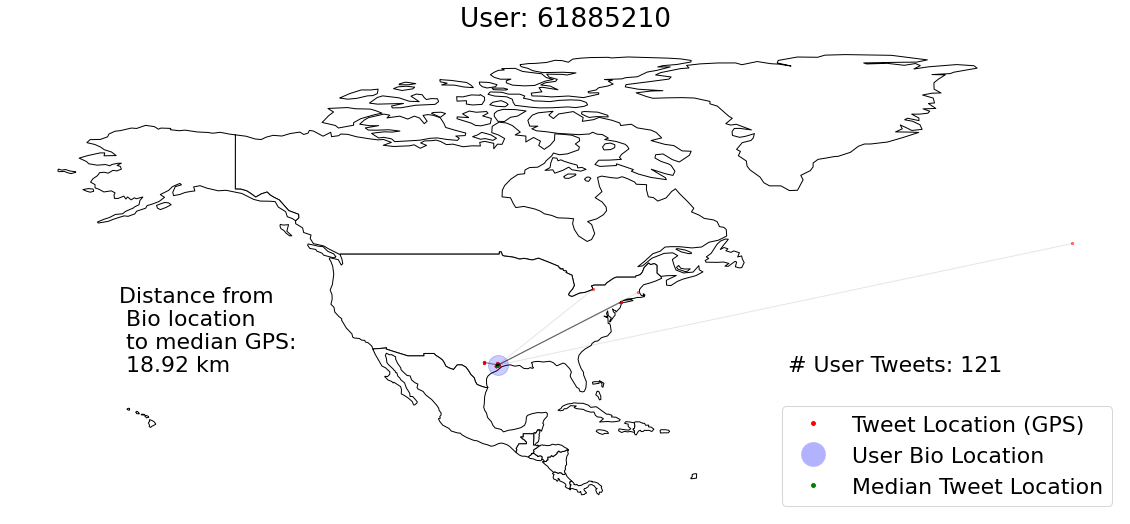 User: 61885210
Distance from
Bio location
to median GPS:
18.92 km
# User Tweets: 121
Tweet Location (GPS)
User Bio Location
Median Tweet Location